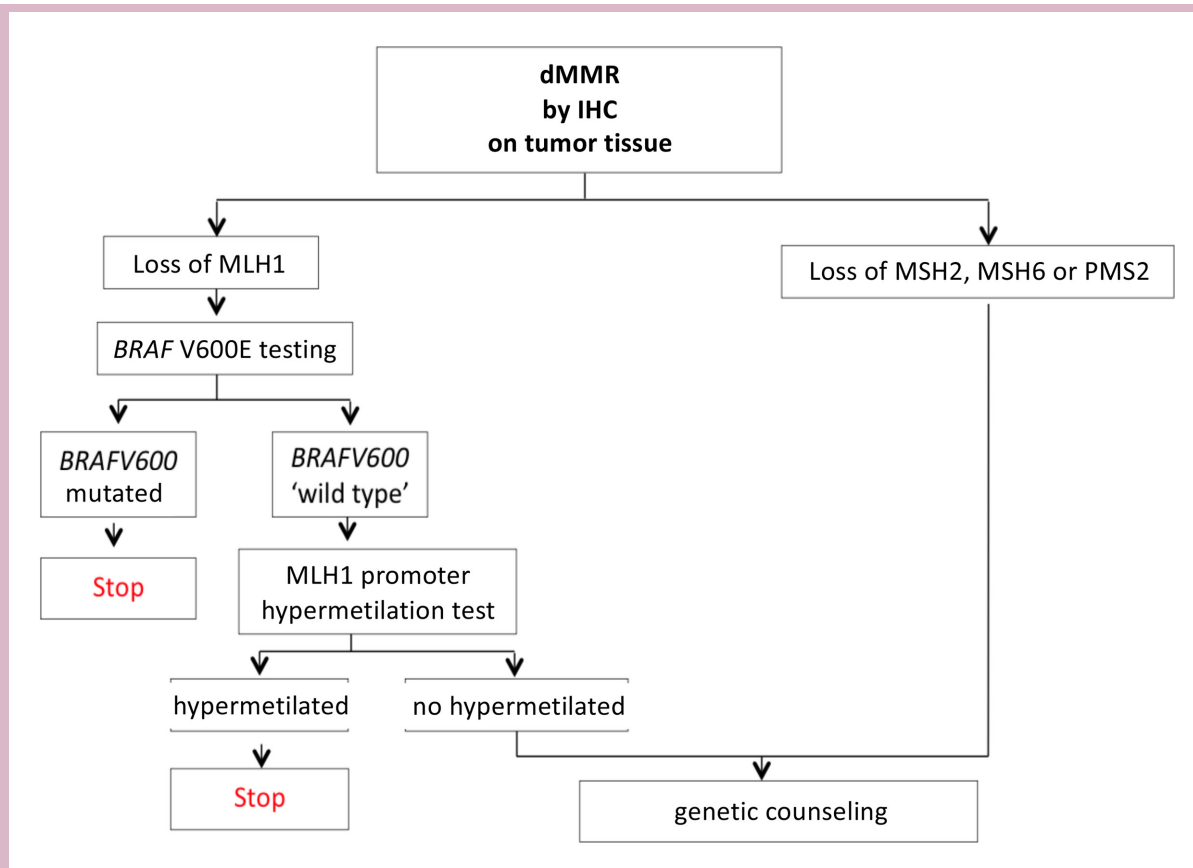 dMMR
by IHC
on tumor tissue
Loss of MLH1
Loss of MSH2, MSH6 or PMS2
BRAF V600E testing
BRAFV600
mutated
BRAFV600
‘wild type’
Stop
MLH1 promoter
hypermetilation test
hypermetilated
no hypermetilated
Stop
genetic counseling